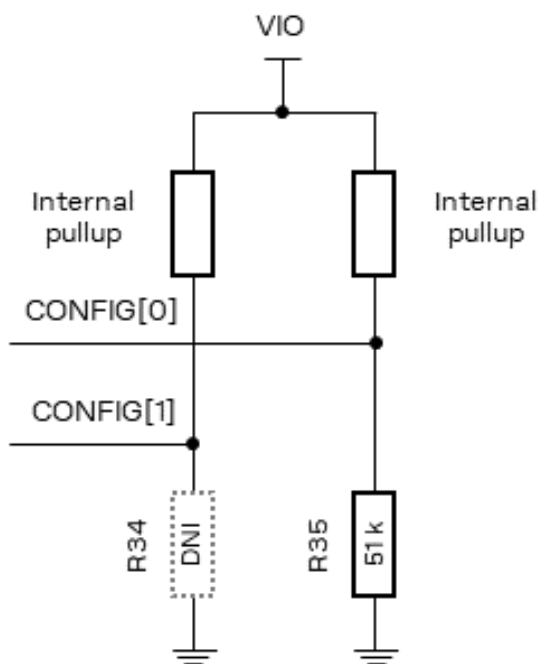 VIO
Internal
pullup
Internal
pullup
CONFIG[0]
CONFIG[1]
R34
DNI
R35
51 k